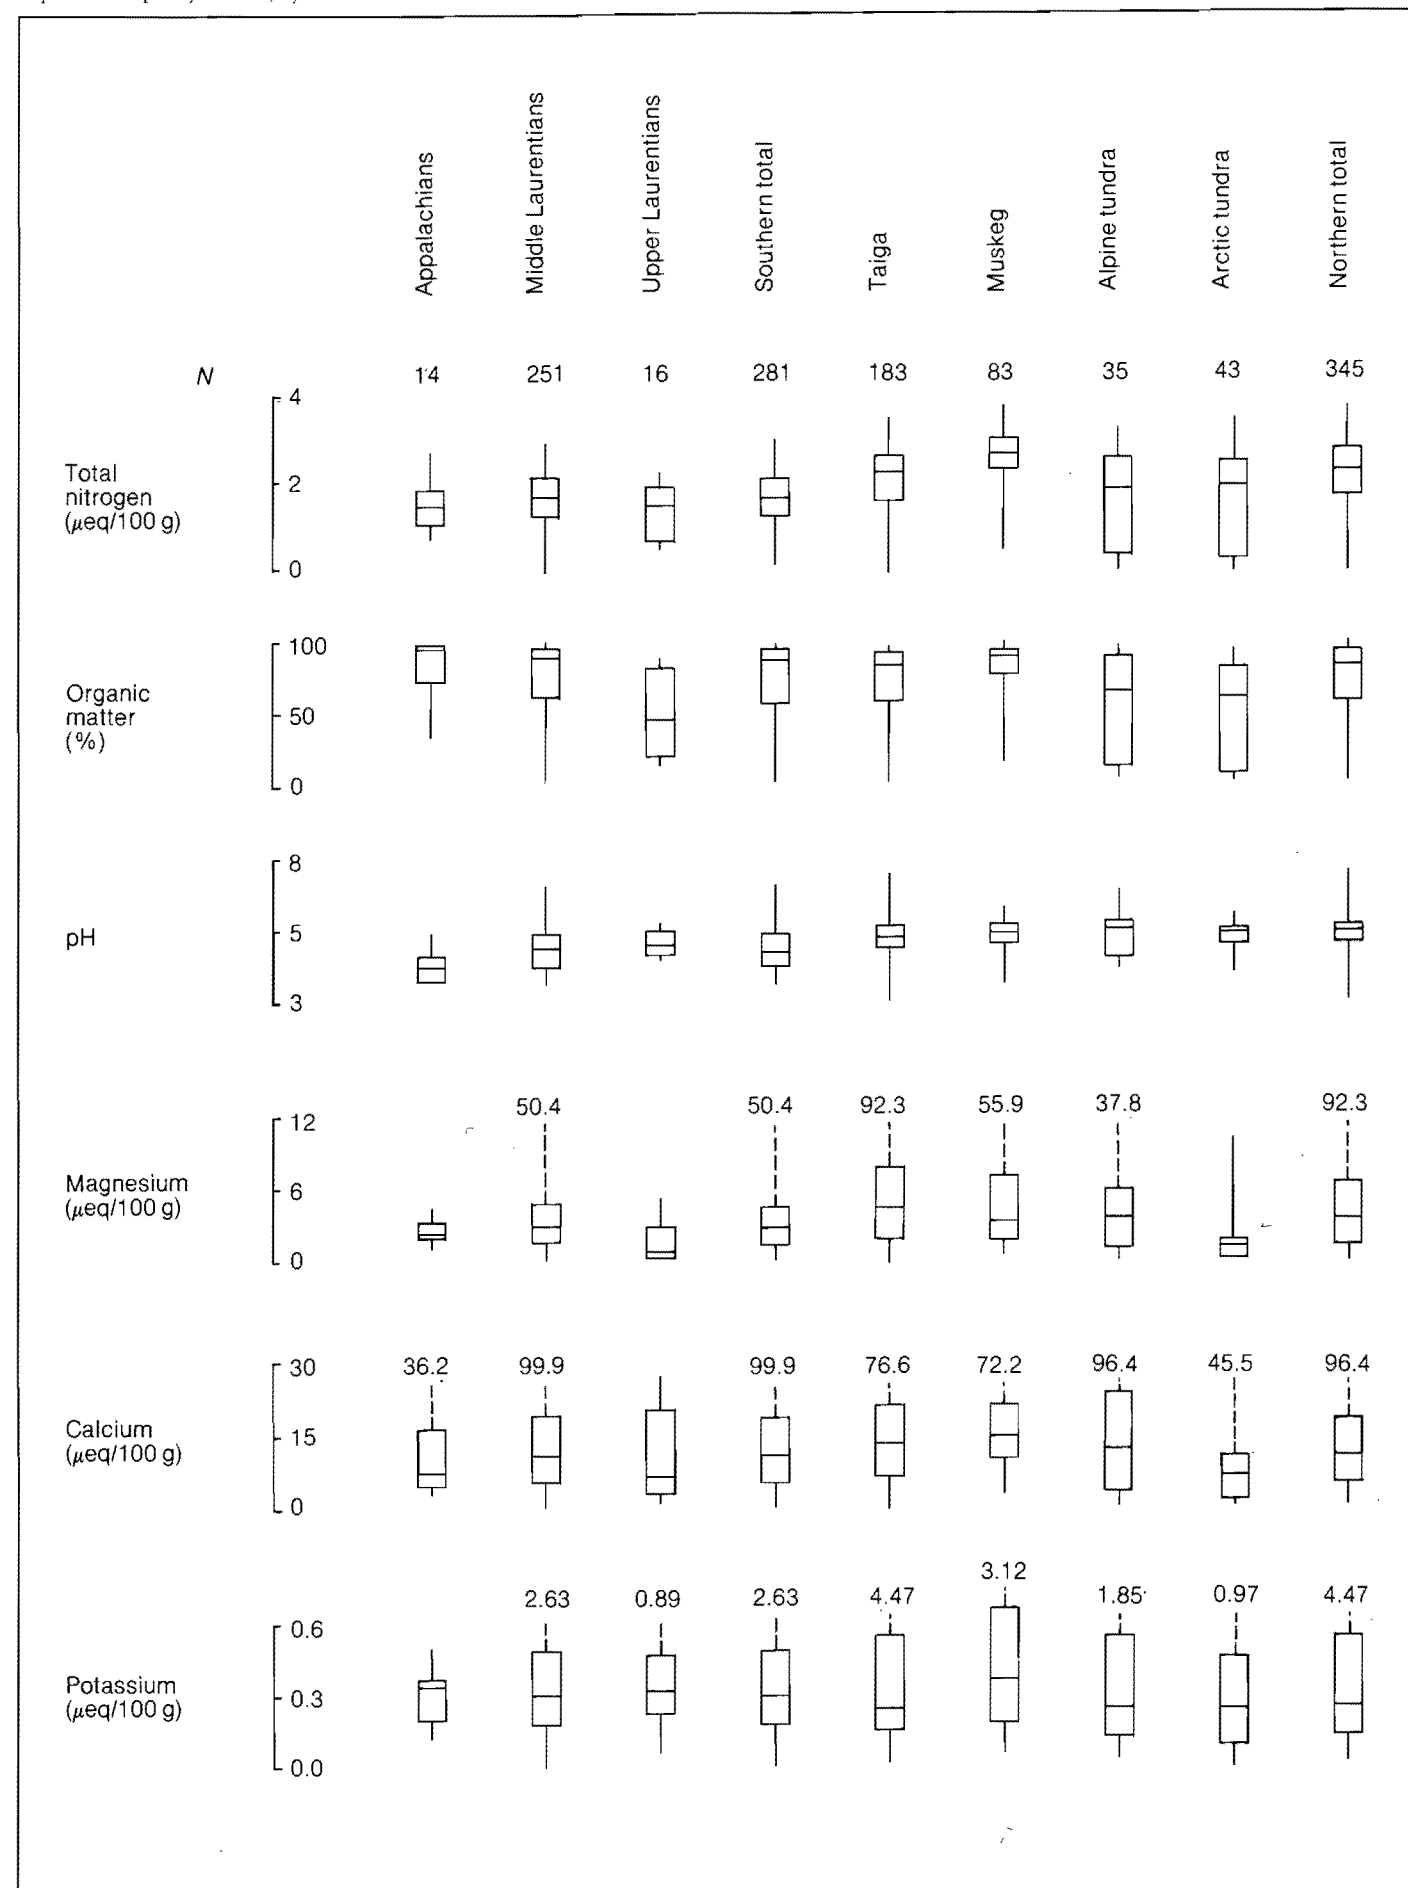 Appalachians
Middle Laurentians
Upper Laurentians
Southern total
Taiga
Muskeg
Alpine tundra
Arctic tundra
Northern total
N 14 251 16 281 183 83 35 43 345
4
Total
nitrogen
(μeq/100 g)
2
0
100
Organic
matter
(%)
50
0
8
pH 5
3
50.4 50.4 92.3 55.9 37.8 92.3
12
Magnesium
(μeq/100 g)
6
0
30 36.2 99.9 99.9 76.6 72.2 96.4 45.5 96.4
Calcium
(μeq/100 g)
15
0
2.63 0.89 2.63 4.47 3.12 1.85 0.97 4.47
0.6
Potassium
(μeq/100 g)
0.3
0.0